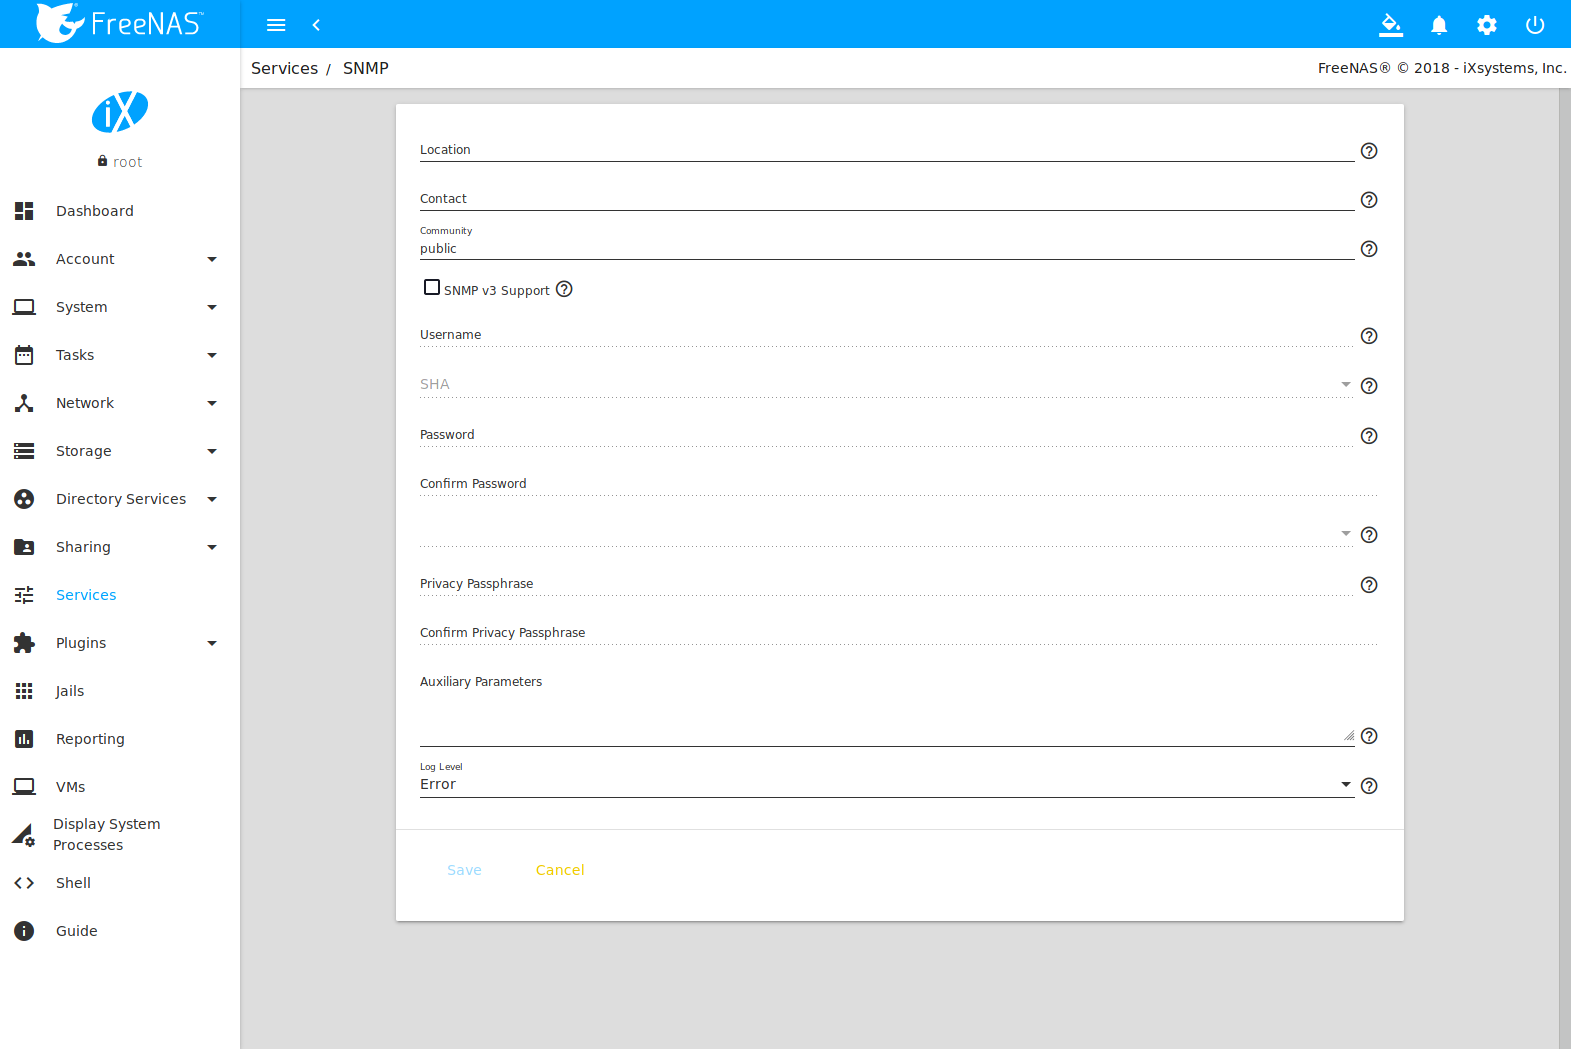 FreeNAS™
Services / SNMP
FreeNAS® © 2018 - iXsystems, Inc.
iX
root
Dashboard
Account
System
Tasks
Network
Storage
Directory Services
Sharing
Services
Plugins
Jails
Reporting
VMs
Display System
Processes
Shell
Guide
Location
Contact
Community
public
SNMP v3 Support
Username
SHA
Password
Confirm Password
Privacy Passphrase
Confirm Privacy Passphrase
Auxiliary Parameters
Log Level
Error
Save Cancel